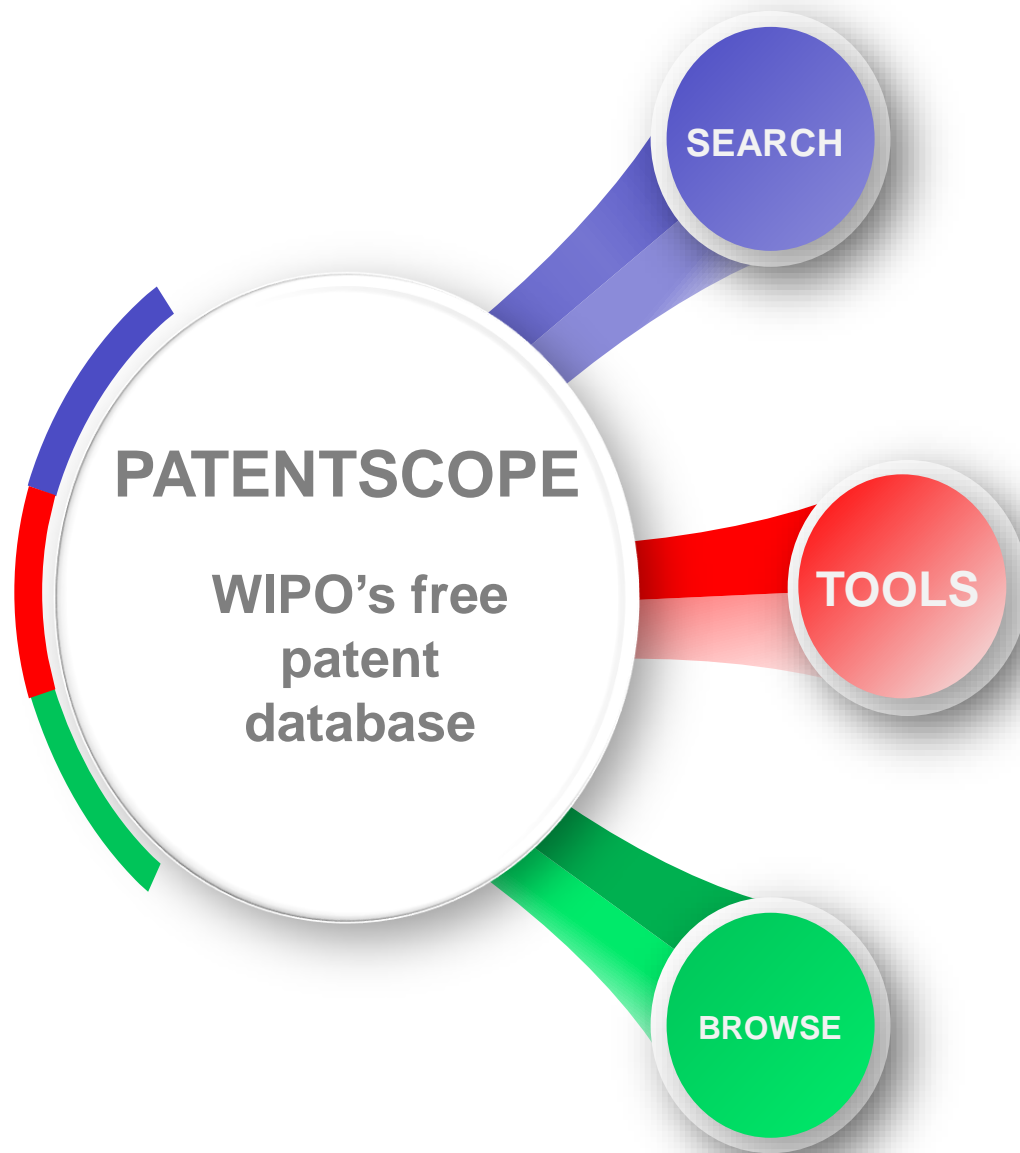 SEARCH
PATENTSCOPE
WIPO’s free
patent
database
TOOLS
BROWSE